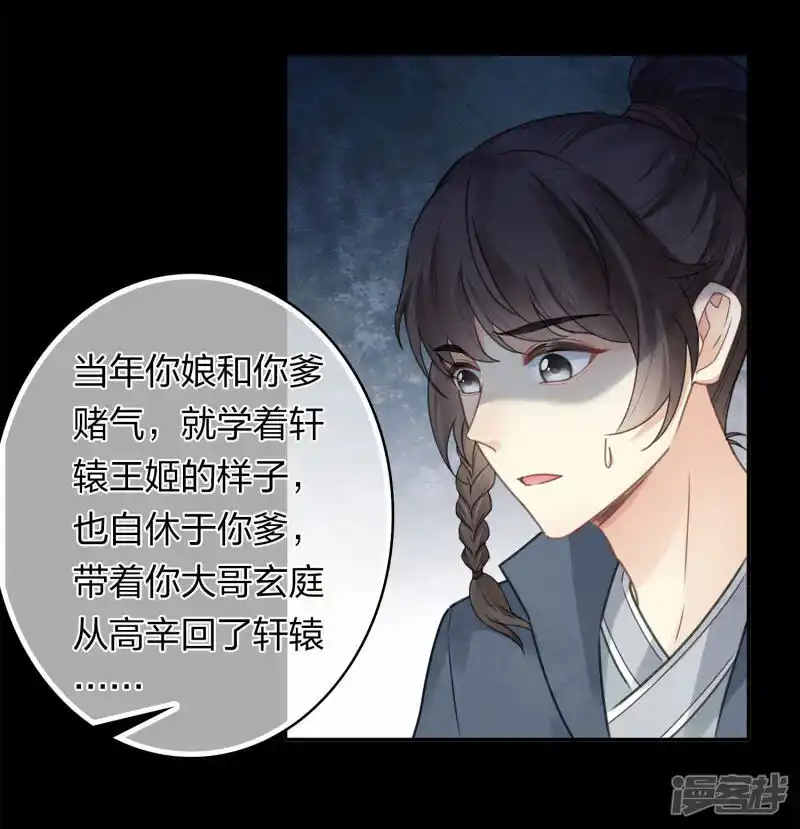 当年你娘和你爹
赌气，就学着轩
辕王姬的样子，
也自休于你爹，
带着你大哥玄庭
从高辛回了轩辕
……
漫客栈